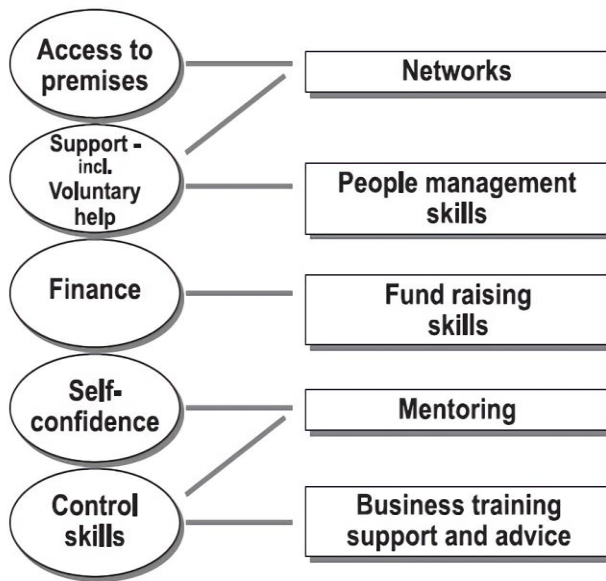 Access to
premises
Networks
Support -
incl.
Voluntary
help
People management
skills
Finance
Fund raising
skills
Self-
confidence
Mentoring
Control
skills
Business training
support and advice